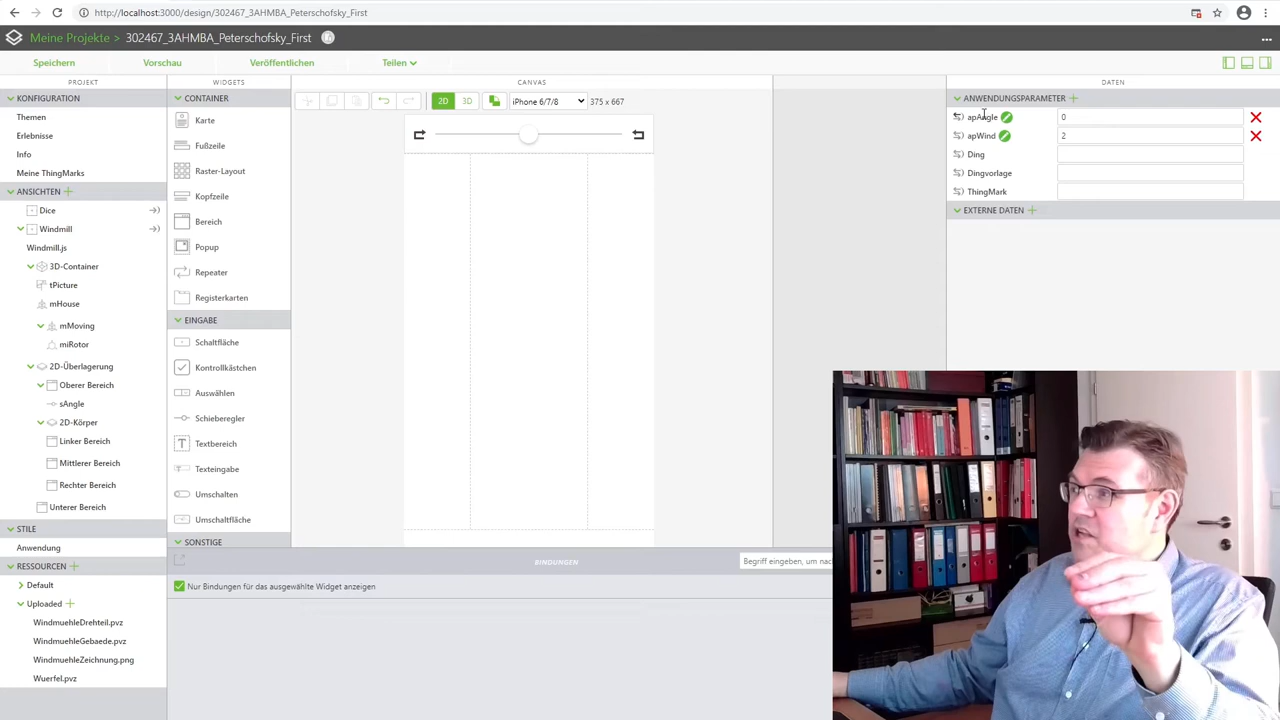 http://localhost:3000/design/302467_3AHMBA_Peterschofsky_First
Meine Projekte > 302467_3AHMBA_Peterschofsky_First
Speichern
Vorschau
Veröffentlichen
Teilen
PROJEKT
WIDGETS
CANVAS
DATEN
KONFIGURATION
Themen
Erlebnisse
Info
Meine ThingMarks
ANSICHTEN
Dice
Windmill
Windmill.js
3D-Container
tPicture
mHouse
mMoving
miRotor
2D-Überlagerung
Oberer Bereich
sAngle
2D-Körper
Linker Bereich
Mittlerer Bereich
Rechter Bereich
Unterer Bereich
STILE
Anwendung
RESSOURCEN
Default
Uploaded
WindmuehleDrehteil.pvz
WindmuehleGebaede.pvz
WindmuehleZeichnung.png
Wuerfel.pvz
CONTAINER
Karte
Fußzeile
Raster-Layout
Kopfzeile
Bereich
Popup
Repeater
Registerkarten
EINGABE
Schaltfläche
Kontrollkästchen
Auswählen
Schieberegler
Textbereich
Texteingabe
Umschalten
Umschaltfläche
SONSTIGE
2D
3D
iPhone 6/7/8
375 x 667
BINDUNGEN
Begriff eingeben, um nac
Nur Bindungen für das ausgewählte Widget anzeigen
ANWENDUNGSPARAMETER
apAngle 0
apWind 2
Ding
Dingvorlage
ThingMark
EXTERNE DATEN